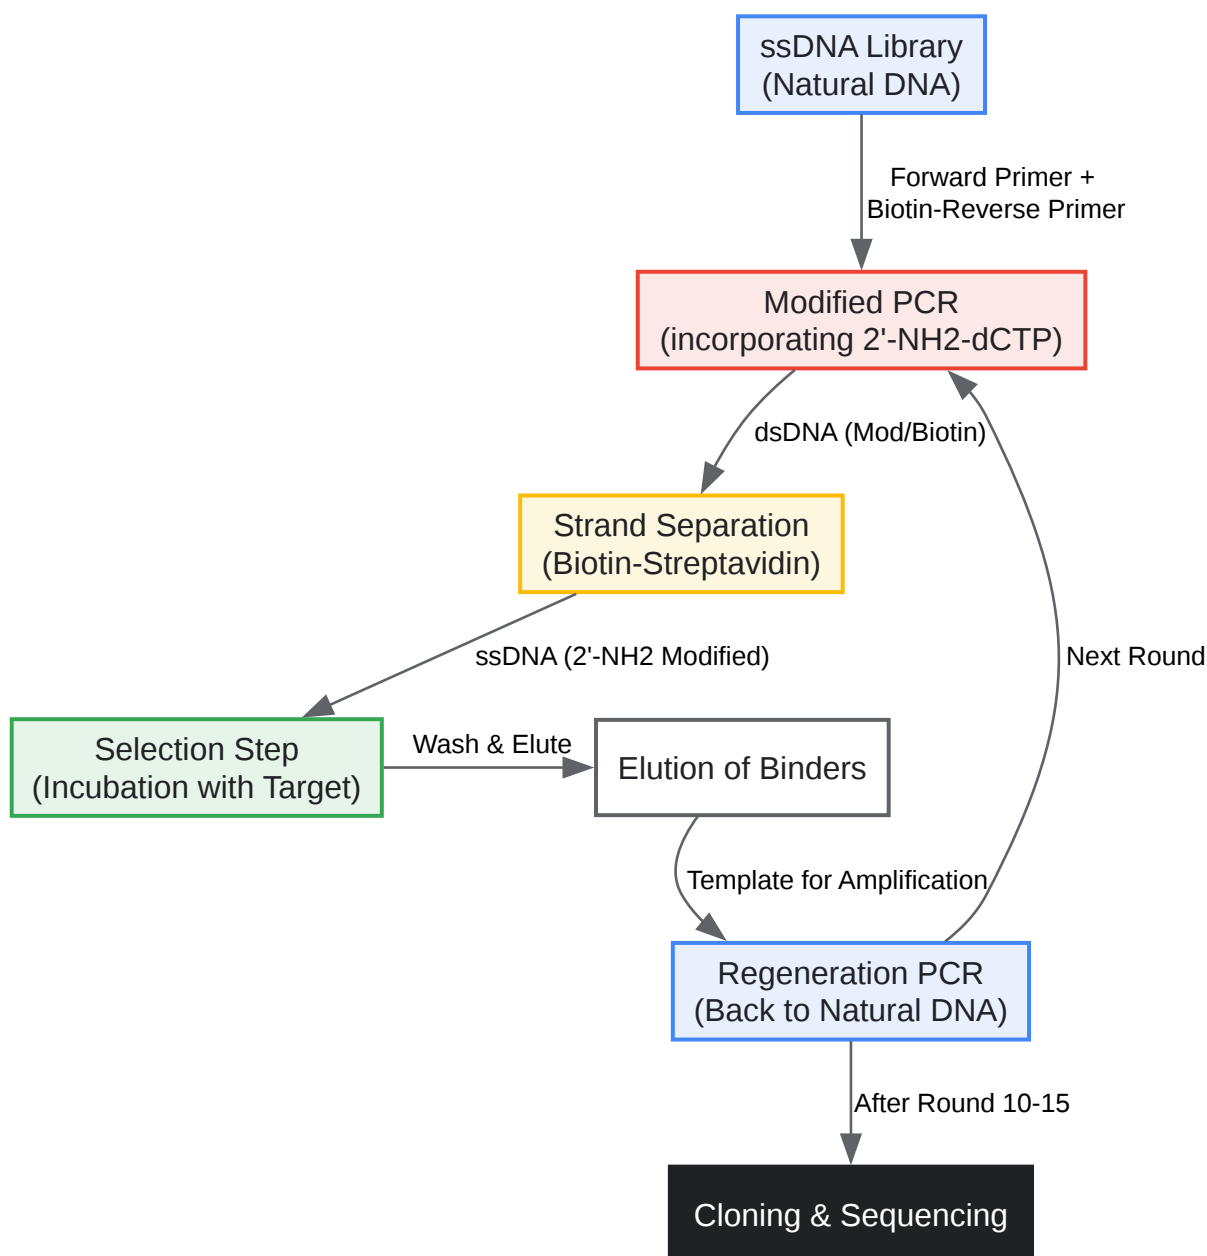 ssDNA Library
(Natural DNA)
Forward Primer +
Biotin-Reverse Primer
Modified PCR
(incorporating 2'-NH2-dCTP)
dsDNA (Mod/Biotin)
Strand Separation
(Biotin-Streptavidin)
ssDNA (2'-NH2 Modified)
Next Round
Selection Step
(Incubation with Target)
Wash & Elute
Elution of Binders
Template for Amplification
Regeneration PCR
(Back to Natural DNA)
After Round 10-15
Cloning & Sequencing